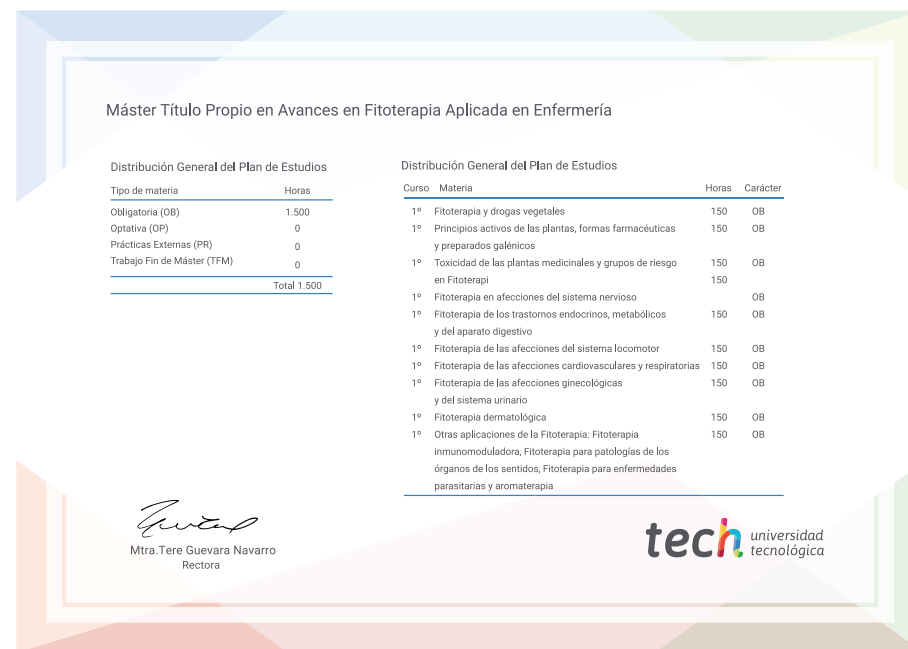 Máster Título Propio en Avances en Fitoterapia Aplicada en Enfermería
Distribución General del Plan de Estudios
Tipo de materia Horas
Obligatoria (OB) 1.500
Optativa (OP) 0
Prácticas Externas (PR) 0
Trabajo Fin de Máster (TFM) 0
Total 1.500
Distribución General del Plan de Estudios
Curso Materia Horas Carácter
1º Fitoterapia y drogas vegetales 150 OB
1º Principios activos de las plantas, formas farmacéuticas 150 OB
y preparados galénicos
1º Toxicidad de las plantas medicinales y grupos de riesgo 150 OB
en Fitoterapi 150
1º Fitoterapia en afecciones del sistema nervioso OB
1º Fitoterapia de los trastornos endocrinos, metabólicos 150 OB
y del aparato digestivo
1º Fitoterapia de las afecciones del sistema locomotor 150 OB
1º Fitoterapia de las afecciones cardiovasculares y respiratorias 150 OB
1º Fitoterapia de las afecciones ginecológicas 150 OB
y del sistema urinario
1º Fitoterapia dermatológica 150 OB
1º Otras aplicaciones de la Fitoterapia: Fitoterapia 150 OB
inmunomoduladora, Fitoterapia para patologías de los
órganos de los sentidos, Fitoterapia para enfermedades
parasitarias y aromaterapia
Mtra.Tere Guevara Navarro
Rectora
tech universidad
tecnológica